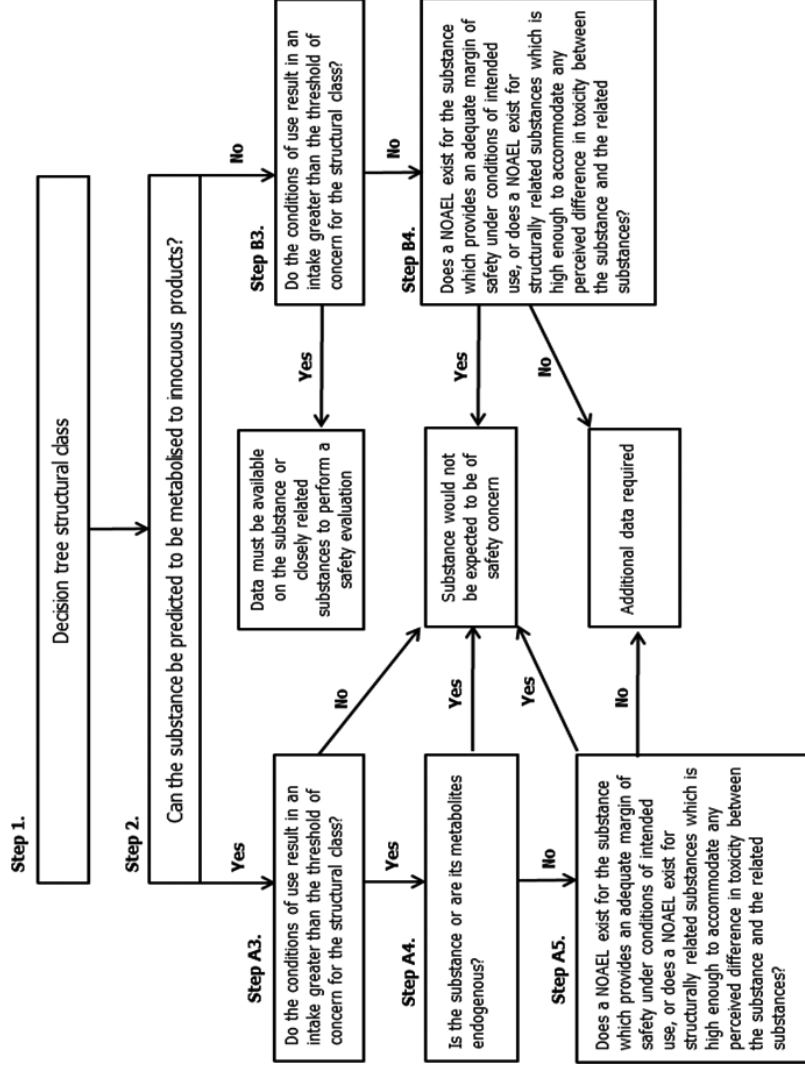 Step 1.
Decision tree structural class
Step 2.
Can the substance be predicted to be metabolised to innocuous products?
Yes
No
Step A3.
Do the conditions of use result in an
intake greater than the threshold of
concern for the structural class?
No
Yes
Step A4.
Is the substance or are its metabolites
endogenous?
Yes
No
Step A5.
Does a NOAEL exist for the substance
which provides an adequate margin of
safety under conditions of intended
use, or does a NOAEL exist for
structurally related substances which is
high enough to accommodate any
perceived difference in toxicity between
the substance and the related
substances?
Yes
No
Data must be available
on the substance or
closely related
substances to perform a
safety evaluation
Substance would not
be expected to be of
safety concern
Additional data required
Step B3.
Do the conditions of use result in an
intake greater than the threshold of
concern for the structural class?
Yes
No
Step B4.
Does a NOAEL exist for the substance
which provides an adequate margin of
safety under conditions of intended
use, or does a NOAEL exist for
structurally related substances which is
high enough to accommodate any
perceived difference in toxicity between
the substance and the related
substances?
Yes
No